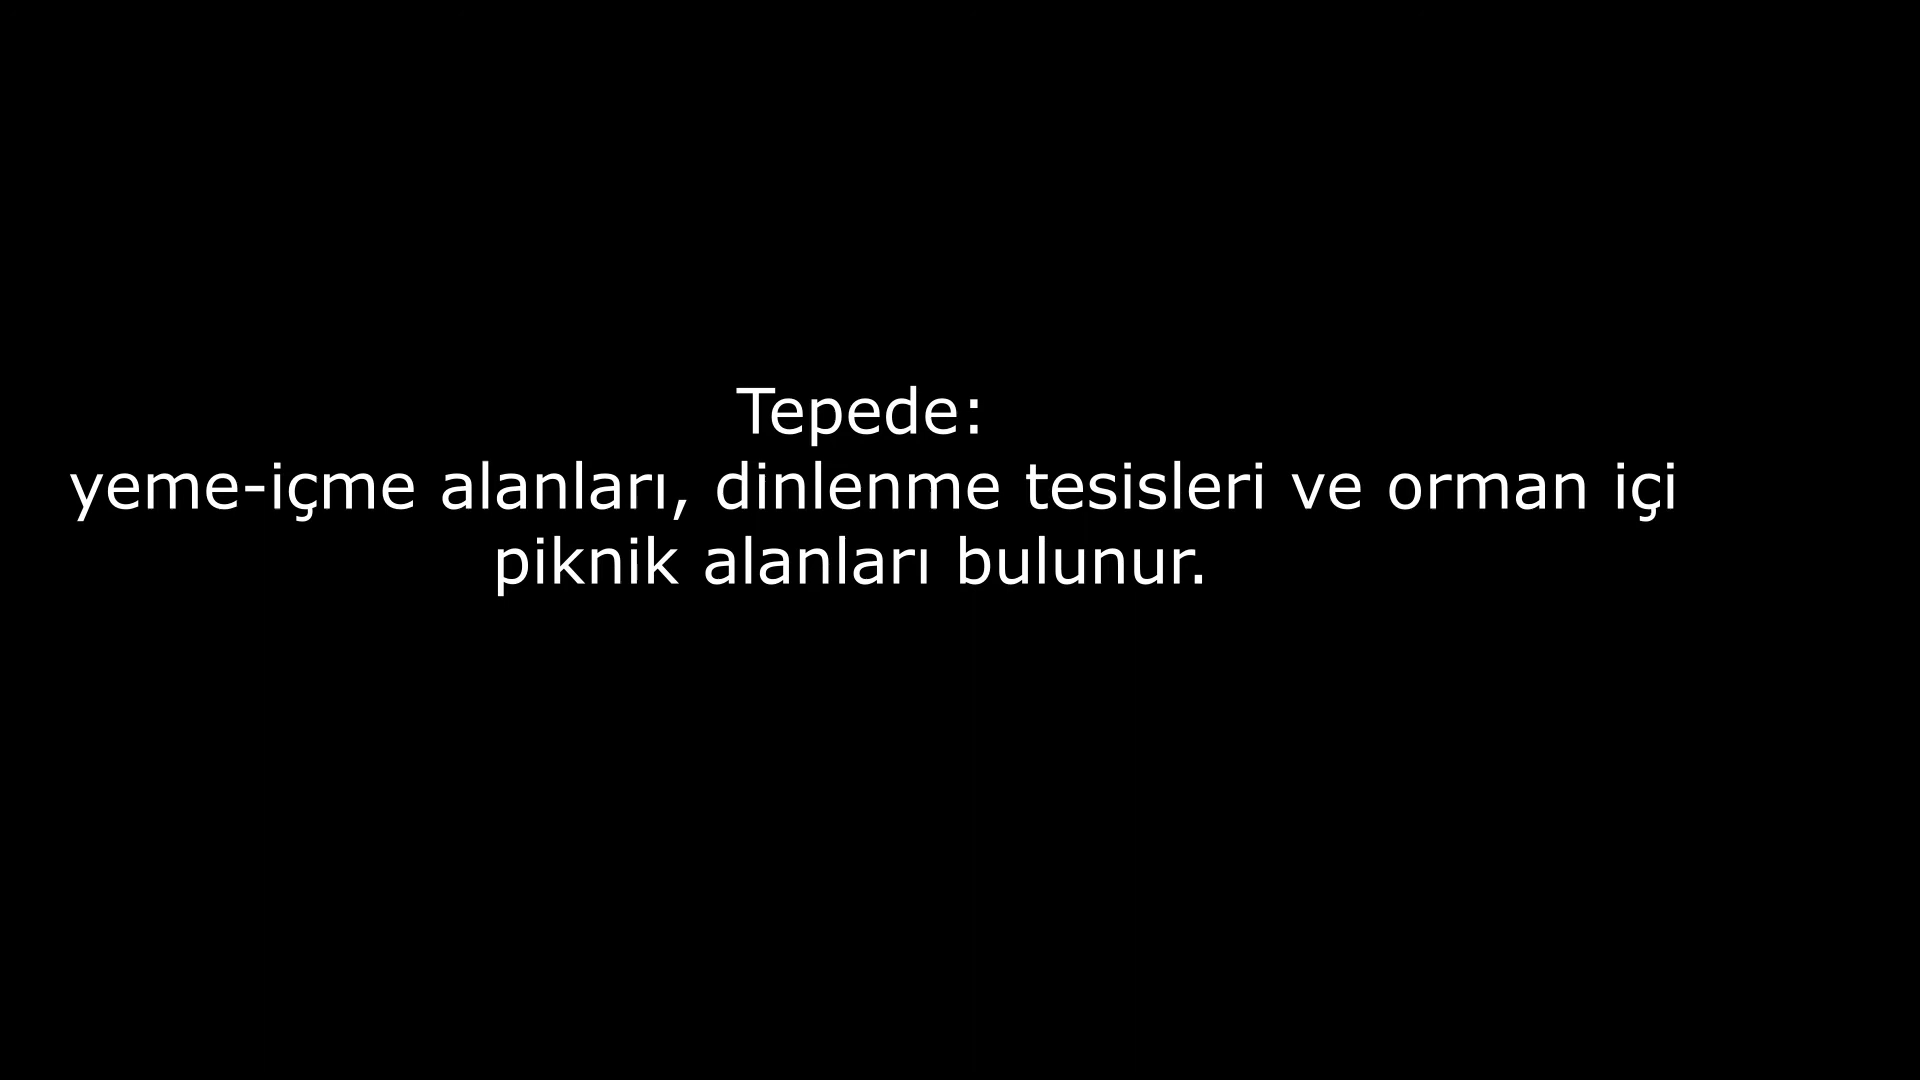 Tepede:
yeme-içme alanları, dinlenme tesisleri ve orman içi
piknik alanları bulunur.